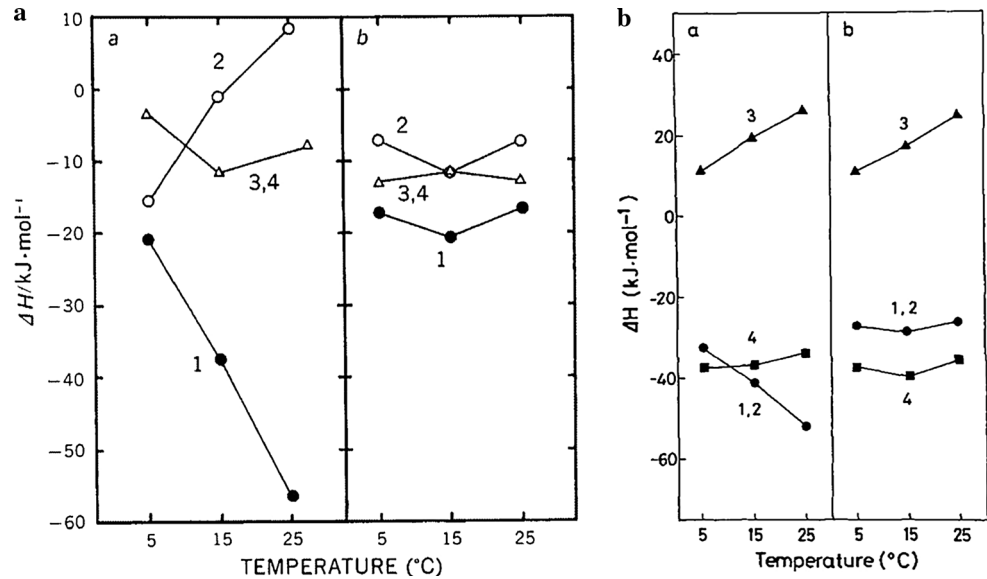 a
a
b
10
0
−10
−20
−30
−40
−50
−60
ΔH/kJ·mol⁻¹
2
3,4
1
2
3,4
1
5 15 25 5 15 25
TEMPERATURE (°C)
b
a
b
40
20
0
-20
-40
-60
ΔH (kJ·mol⁻¹)
3
4
1,2
3
1,2
4
5 15 25 5 15 25
Temperature (°C)